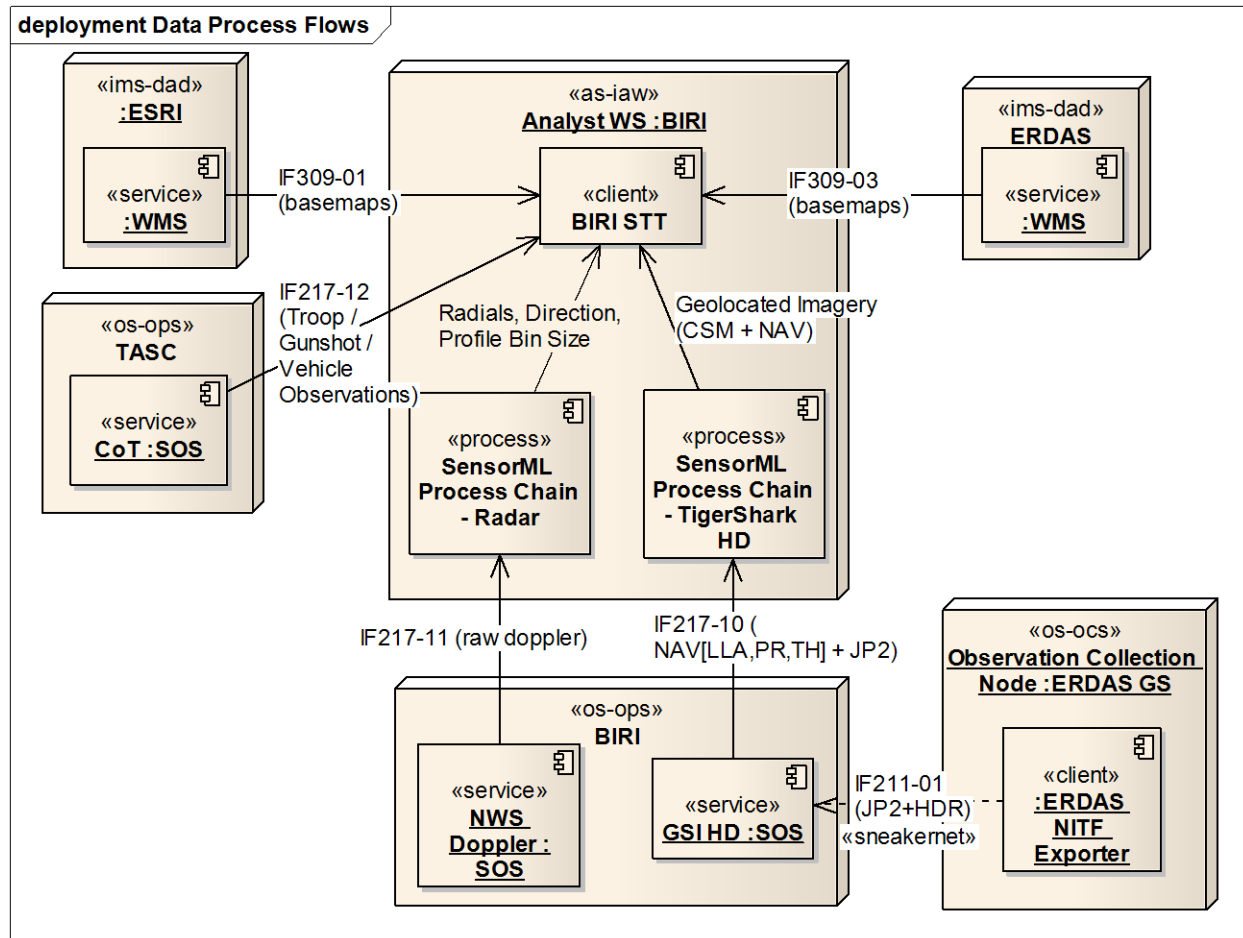 deployment Data Process Flows
«ims-dad»
:ESRI
«service»
:WMS
IF309-01
(basemaps)
«as-iaw»
Analyst WS :BIRI
«client»
BIRI STT
IF309-03
(basemaps)
«ims-dad»
ERDAS
«service»
:WMS
«os-ops»
TASC
«service»
CoT :SOS
IF217-12
(Troop /
Gunshot /
Vehicle
Observations)
Radials, Direction,
Profile Bin Size
Geolocated Imagery
(CSM + NAV)
«process»
SensorML
Process Chain
- Radar
«process»
SensorML
Process Chain
- TigerShark
HD
IF217-11 (raw doppler)
IF217-10 (
NAV[LLA,PR,TH] + JP2)
«os-ops»
BIRI
«service»
NWS
Doppler :
SOS
«service»
GSI HD :SOS
IF211-01
(JP2+HDR)
«sneakernet»
«os-ocs»
Observation Collection
Node :ERDAS GS
«client»
:ERDAS
NITF
Exporter